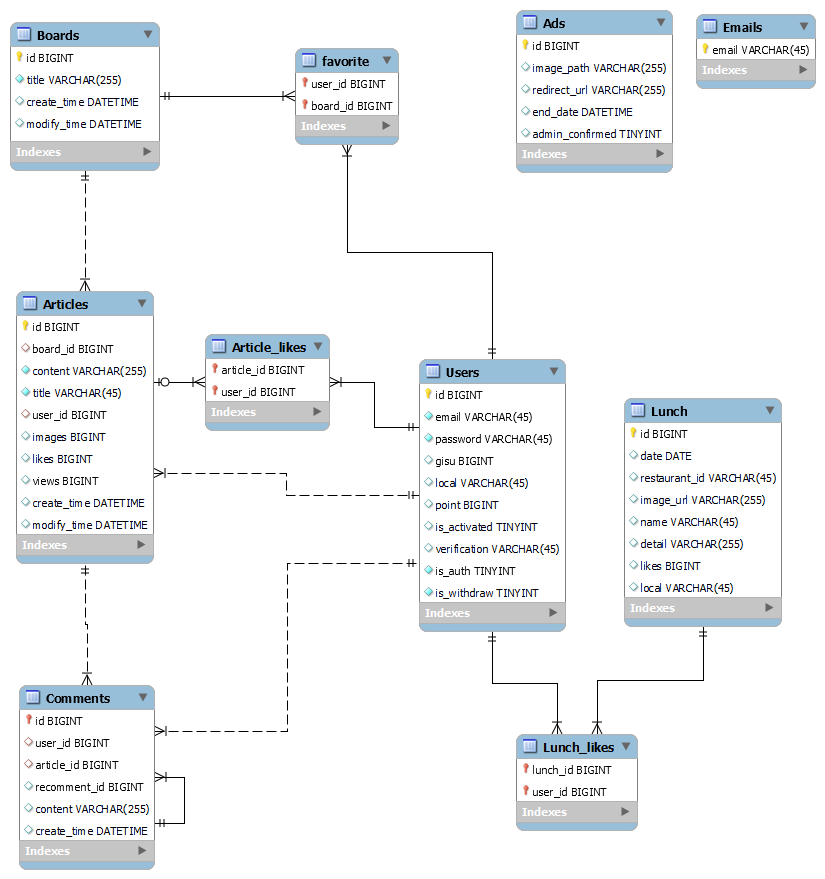 Boards
id BIGINT
title VARCHAR(255)
create_time DATETIME
modify_time DATETIME
Indexes
favorite
user_id BIGINT
board_id BIGINT
Indexes
Ads
id BIGINT
image_path VARCHAR(255)
redirect_url VARCHAR(255)
end_date DATETIME
admin_confirmed TINYINT
Indexes
Emails
email VARCHAR(45)
Indexes
Articles
id BIGINT
board_id BIGINT
content VARCHAR(255)
title VARCHAR(45)
user_id BIGINT
images BIGINT
likes BIGINT
views BIGINT
create_time DATETIME
modify_time DATETIME
Indexes
Article_likes
article_id BIGINT
user_id BIGINT
Indexes
Users
id BIGINT
email VARCHAR(45)
password VARCHAR(45)
gisu BIGINT
local VARCHAR(45)
point BIGINT
is_activated TINYINT
verification VARCHAR(45)
is_auth TINYINT
is_withdraw TINYINT
Indexes
Lunch
id BIGINT
date DATE
restaurant_id VARCHAR(45)
image_url VARCHAR(255)
name VARCHAR(45)
detail VARCHAR(255)
likes BIGINT
local VARCHAR(45)
Indexes
Comments
id BIGINT
user_id BIGINT
article_id BIGINT
recomment_id BIGINT
content VARCHAR(255)
create_time DATETIME
Indexes
Lunch_likes
lunch_id BIGINT
user_id BIGINT
Indexes